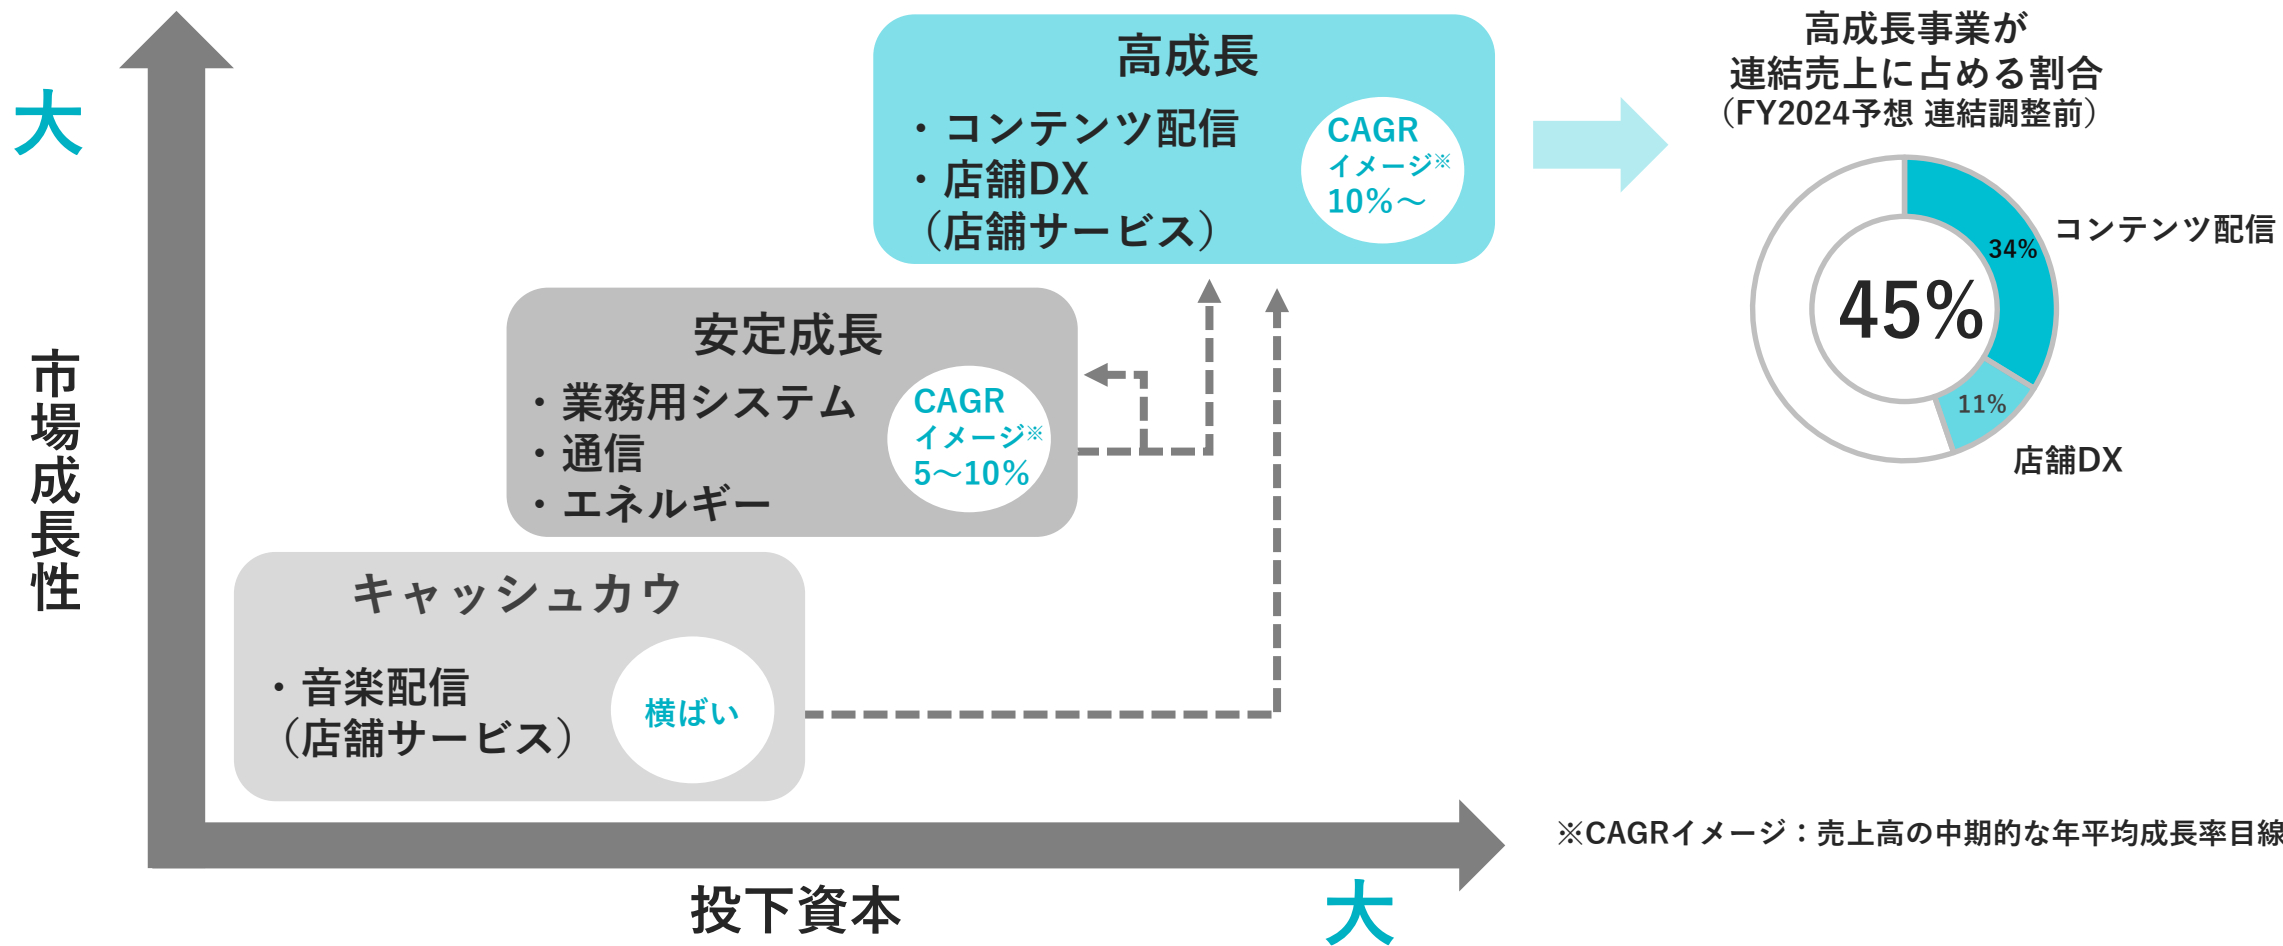 大
市場成長性
高成長
・コンテンツ配信
・店舗DX
（店舗サービス）
CAGR
イメージ※
10%～
安定成長
・業務用システム
・通信
・エネルギー
CAGR
イメージ※
5～10%
キャッシュカウ
・音楽配信
（店舗サービス）
横ばい
投下資本
大
高成長事業が
連結売上に占める割合
（FY2024予想 連結調整前）
34%
コンテンツ配信
45%
11%
店舗DX
※CAGRイメージ：売上高の中期的な年平均成長率目線